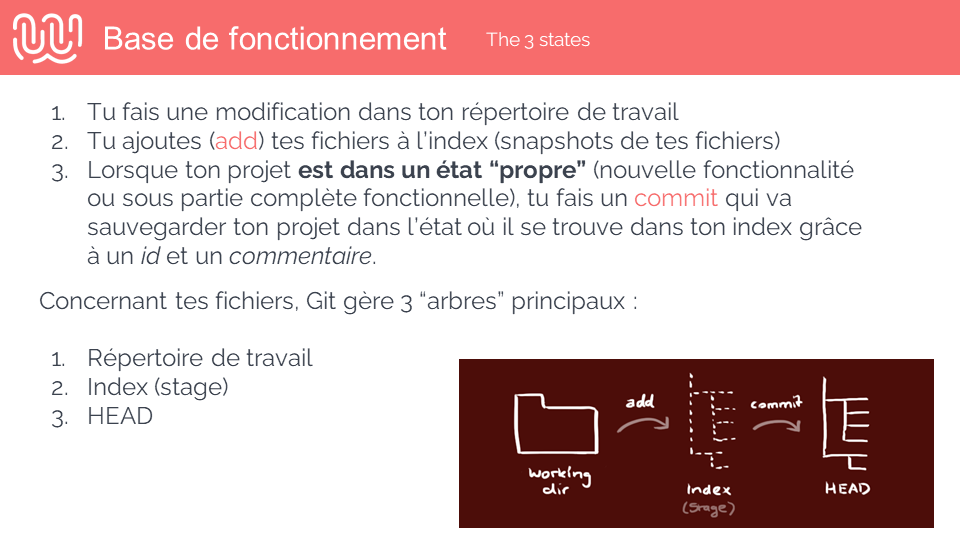 Base de fonctionnement The 3 states
1. Tu fais une modification dans ton répertoire de travail
2. Tu ajoutes (add) tes fichiers à l'index (snapshots de tes fichiers)
3. Lorsque ton projet est dans un état “propre” (nouvelle fonctionnalité
ou sous partie complète fonctionnelle), tu fais un commit qui va
sauvegarder ton projet dans l'état où il se trouve dans ton index grâce
à un id et un commentaire.
Concernant tes fichiers, Git gère 3 “arbres” principaux :
1. Répertoire de travail
2. Index (stage)
3. HEAD
add
commit
working
dir
Index
(Stage)
HEAD